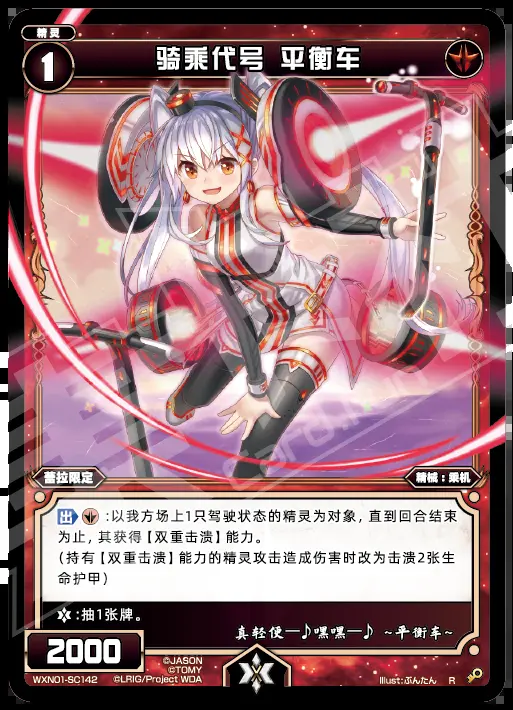 精灵
1
骑乘代号 平衡车
蕾拉限定
精械：乘机
出 :以我方场上1只驾驶状态的精灵为对象，直到回合结束
为止，其获得【双重击溃】能力。
(持有【双重击溃】能力的精灵攻击造成伤害时改为击溃2张生
命护甲)
:抽1张牌。
真轻便—♪嘿嘿—♪ ~平衡车~
2000
©JASON
©TOMY
WXN01-SC142 ©LRIG/Project WDA
Illust:ぶんたん R